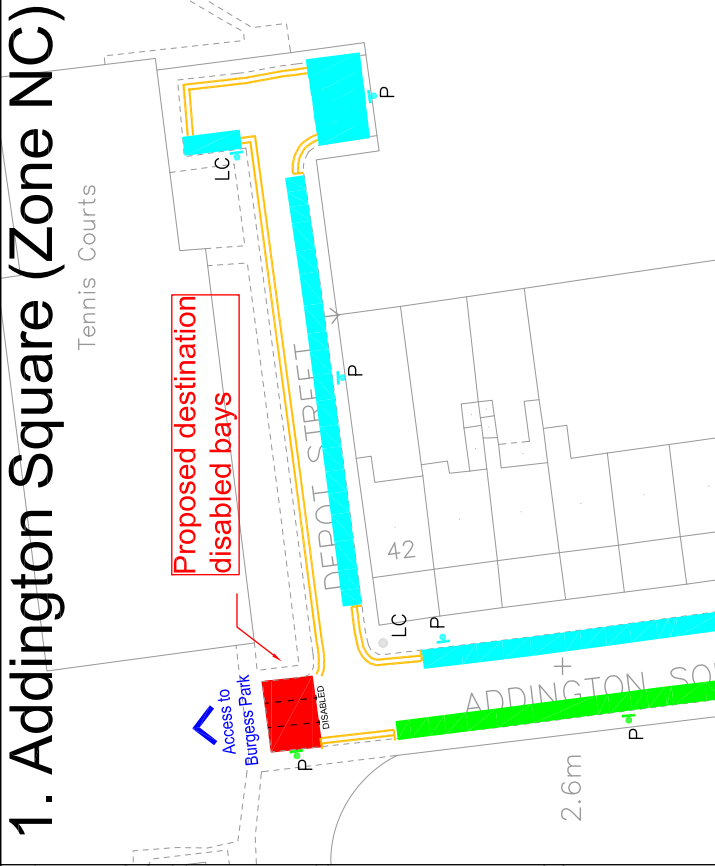 1. Addington Square (Zone NC)
Tennis Courts
P
LC
Proposed destination
disabled bays
P
DEPOT STREET
42
LC
P
Access to
Burgess Park
DISABLED
P
ADDINGTON SQ
P
2.6m